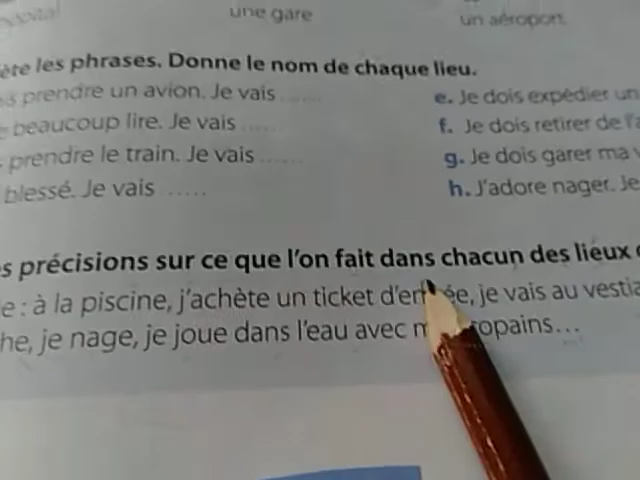 une gare
un aéroport
ète les phrases. Donne le nom de chaque lieu.
prendre un avion. Je vais ......
e. Je dois expédier un
beaucoup lire. Je vais ......
f. Je dois retirer de l'a
prendre le train. Je vais ......
g. Je dois garer ma v
blessé. Je vais ......
h. J'adore nager. Je
s précisions sur ce que l'on fait dans chacun des lieux
e : à la piscine, j'achète un ticket d'en ée, je vais au vestia
he, je nage, je joue dans l'eau avec m opains...